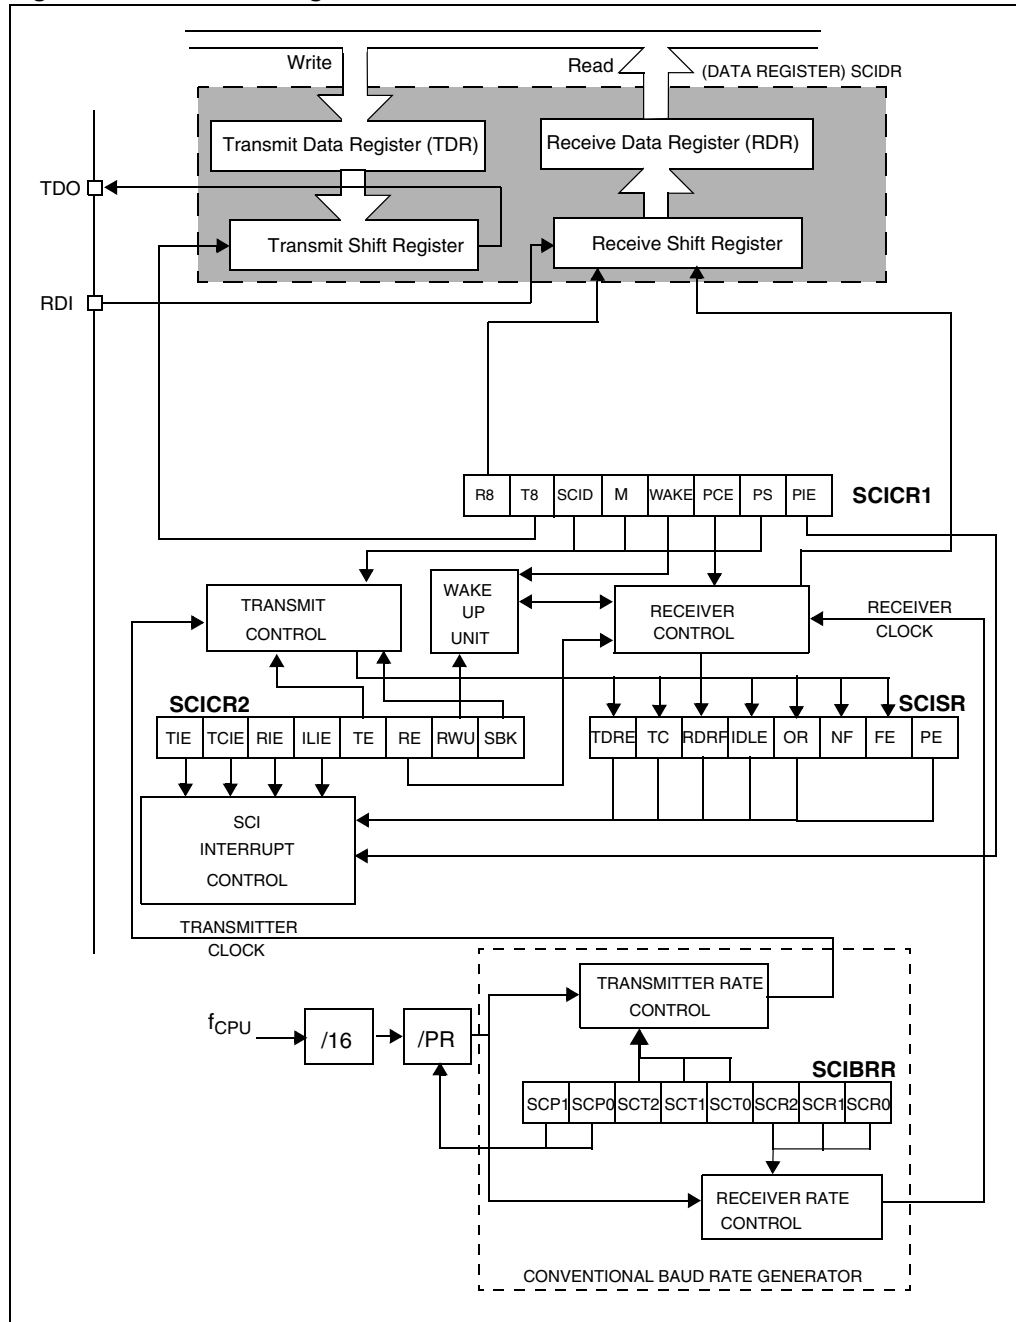 Write
Read
(DATA REGISTER) SCIDR
Transmit Data Register (TDR)
Receive Data Register (RDR)
TDO
Transmit Shift Register
Receive Shift Register
RDI
R8 T8 SCID M WAKE PCE PS PIE
SCICR1
TRANSMIT
CONTROL
WAKE
UP
UNIT
RECEIVER
CONTROL
RECEIVER
CLOCK
SCICR2
SCISR
TIE TCIE RIE ILIE TE RE RWU SBK
TDRE TC RDRF IDLE OR NF FE PE
SCI
INTERRUPT
CONTROL
TRANSMITTER
CLOCK
TRANSMITTER RATE
CONTROL
fCPU
/16
/PR
SCIBRR
SCP1 SCP0 SCT2 SCT1 SCT0 SCR2 SCR1 SCR0
RECEIVER RATE
CONTROL
CONVENTIONAL BAUD RATE GENERATOR